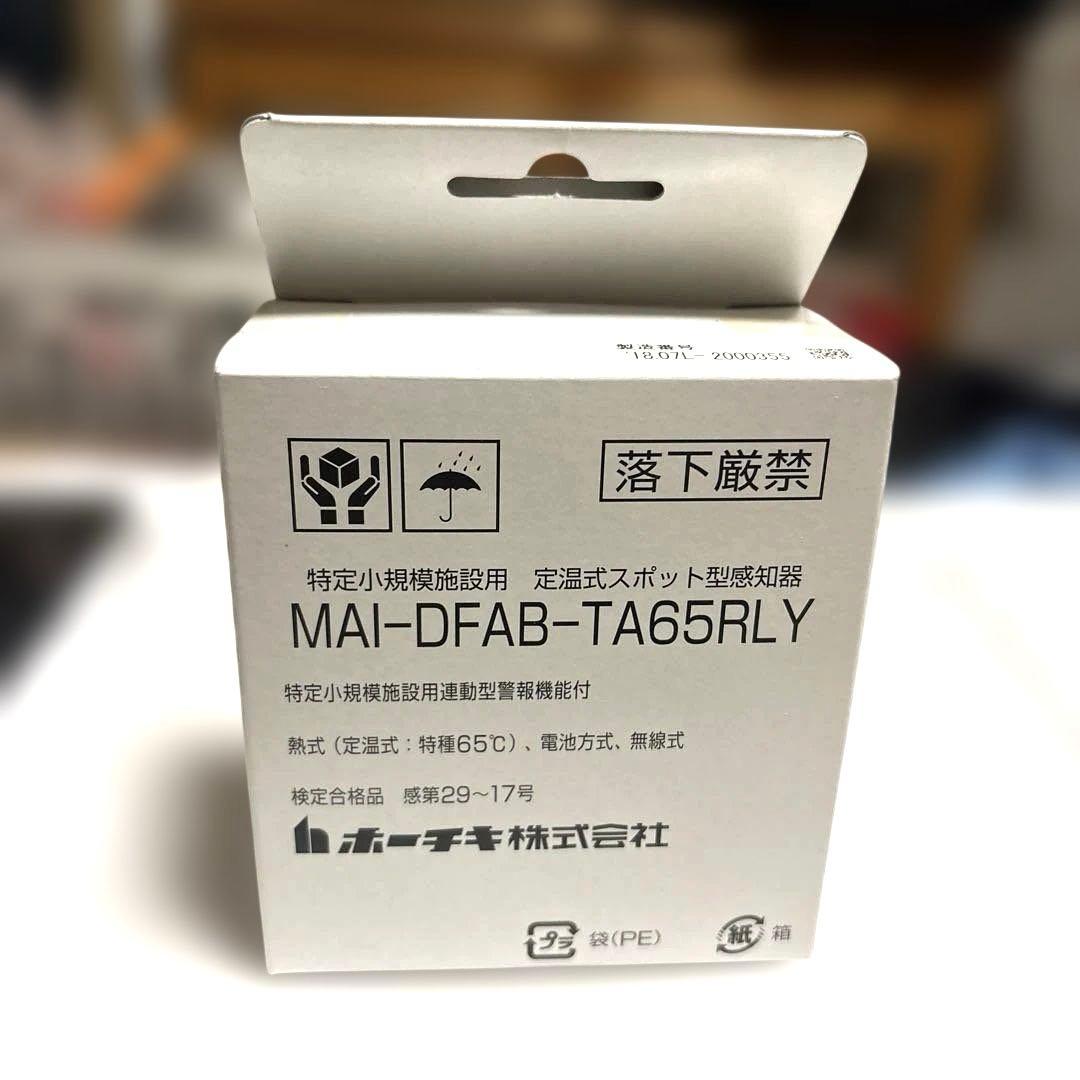 製造番号
'18.07L- 2000355
落下厳禁
特定小規模施設用 定温式スポット型感知器
MAI-DFAB-TA65RLY
特定小規模施設用連動型警報機能付
熱式（定温式：特種65℃）、電池方式、無線式
検定合格品 感第29～17号
ホーチキ株式会社
プラ 袋(PE) 紙 箱